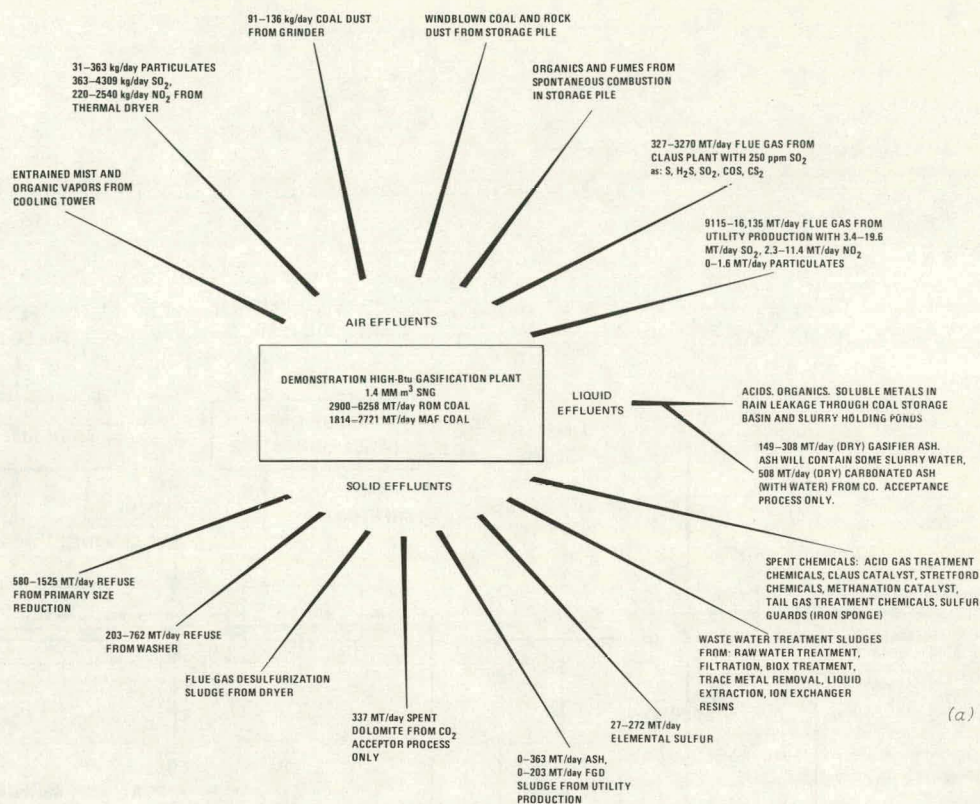 91–136 kg/day COAL DUST
FROM GRINDER
WINDBLOWN COAL AND ROCK
DUST FROM STORAGE PILE
31–363 kg/day PARTICULATES
363–4309 kg/day SO₂,
220–2540 kg/day NO₂ FROM
THERMAL DRYER
ORGANICS AND FUMES FROM
SPONTANEOUS COMBUSTION
IN STORAGE PILE
327–3270 MT/day FLUE GAS FROM
CLAUS PLANT WITH 250 ppm SO₂
as: S, H₂S, SO₂, COS, CS₂
ENTRAINED MIST AND
ORGANIC VAPORS FROM
COOLING TOWER
9115–16,135 MT/day FLUE GAS FROM
UTILITY PRODUCTION WITH 3.4–19.6
MT/day SO₂, 2.3–11.4 MT/day NO₂
0–1.6 MT/day PARTICULATES
AIR EFFLUENTS
DEMONSTRATION HIGH-Btu GASIFICATION PLANT
1.4 MM m³ SNG
2900–6258 MT/day ROM COAL
1814–7721 MT/day MAF COAL
LIQUID
EFFLUENTS
ACIDS, ORGANICS. SOLUBLE METALS IN
RAIN LEAKAGE THROUGH COAL STORAGE
BASIN AND SLURRY HOLDING PONDS
149–308 MT/day (DRY) GASIFIER ASH.
ASH WILL CONTAIN SOME SLURRY WATER,
508 MT/day (DRY) CARBONATED ASH
(WITH WATER) FROM CO. ACCEPTANCE
PROCESS ONLY.
SOLID EFFLUENTS
SPENT CHEMICALS: ACID GAS TREATMENT
CHEMICALS, CLAUS CATALYST, STRETFORD
CHEMICALS, METHANATION CATALYST,
TAIL GAS TREATMENT CHEMICALS, SULFUR
GUARDS (IRON SPONGE)
580–1525 MT/day REFUSE
FROM PRIMARY SIZE
REDUCTION
203–762 MT/day REFUSE
FROM WASHER
WASTE WATER TREATMENT SLUDGES
FROM: RAW WATER TREATMENT,
FILTRATION, BIOX TREATMENT,
TRACE METAL REMOVAL, LIQUID
EXTRACTION, ION EXCHANGER
RESINS
FLUE GAS DESULFURIZATION
SLUDGE FROM DRYER
337 MT/day SPENT
DOLOMITE FROM CO₂
ACCEPTOR PROCESS
ONLY
27–272 MT/day
ELEMENTAL SULFUR
(a)
0–363 MT/day ASH,
0–203 MT/day FGD
SLUDGE FROM UTILITY
PRODUCTION